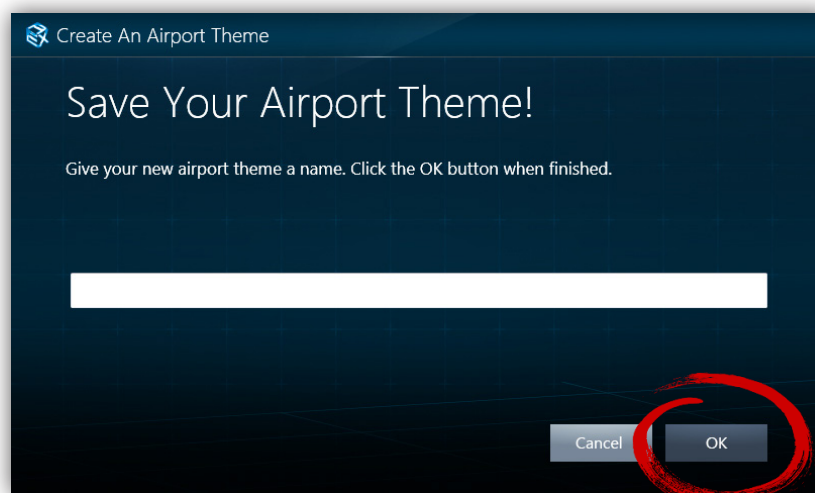 Create An Airport Theme
Save Your Airport Theme!
Give your new airport theme a name. Click the OK button when finished.
Cancel
OK